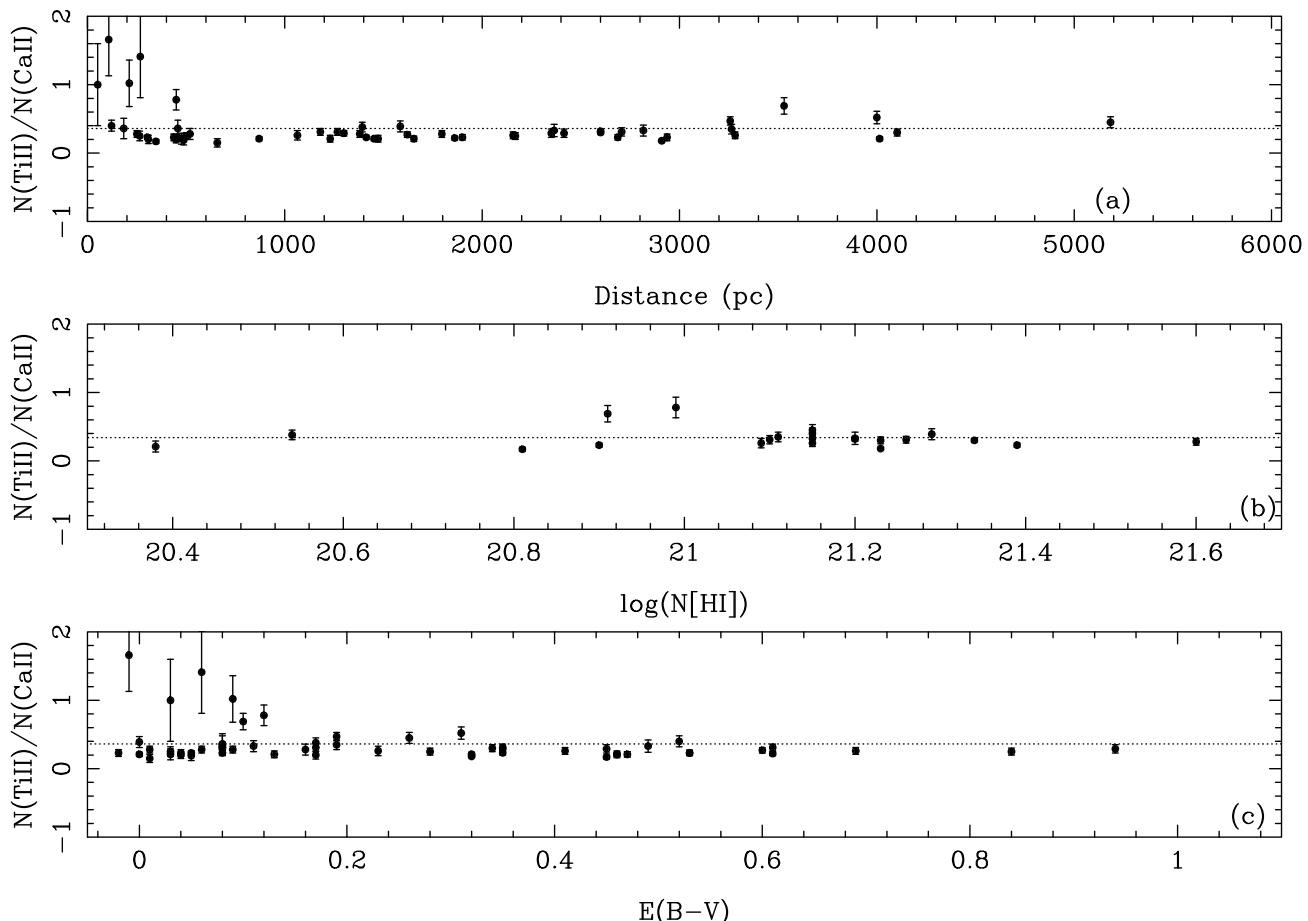 2
1
0
−1
N(TiII)/N(CaII)
(a)
0 1000 2000 3000 4000 5000 6000
Distance (pc)
2
1
0
−1
N(TiII)/N(CaII)
(b)
20.4 20.6 20.8 21 21.2 21.4 21.6
log(N[HI])
2
1
0
−1
N(TiII)/N(CaII)
(c)
0 0.2 0.4 0.6 0.8 1
E(B−V)